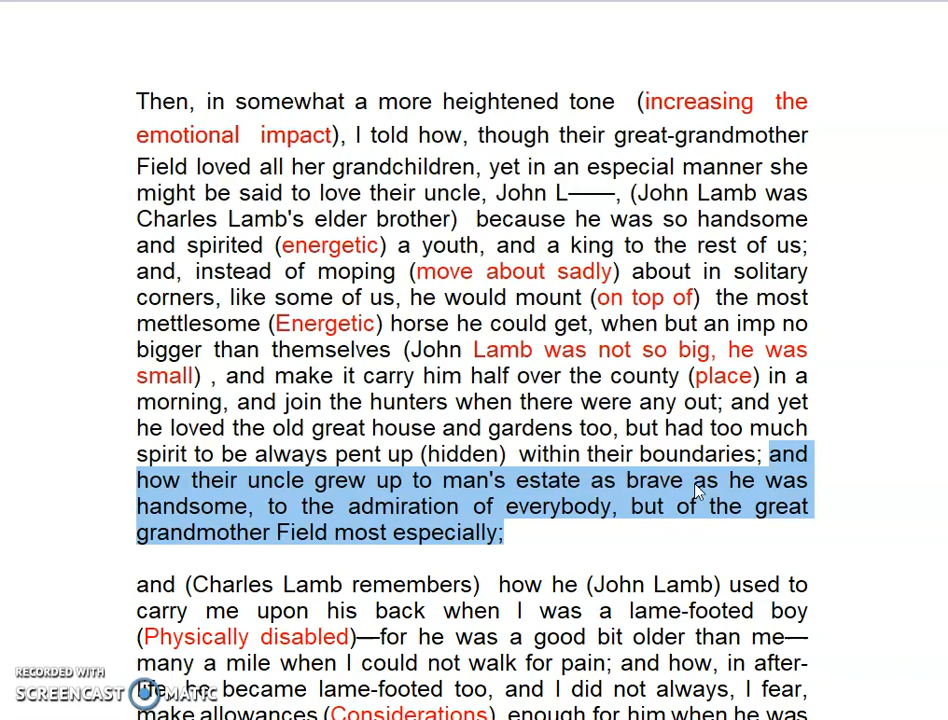 Then, in somewhat a more heightened tone (increasing the
emotional impact), I told how, though their great-grandmother
Field loved all her grandchildren, yet in an especial manner she
might be said to love their uncle, John L——, (John Lamb was
Charles Lamb's elder brother) because he was so handsome
and spirited (energetic) a youth, and a king to the rest of us;
and, instead of moping (move about sadly) about in solitary
corners, like some of us, he would mount (on top of) the most
mettlesome (Energetic) horse he could get, when but an imp no
bigger than themselves (John Lamb was not so big, he was
small) , and make it carry him half over the county (place) in a
morning, and join the hunters when there were any out; and yet
he loved the old great house and gardens too, but had too much
spirit to be always pent up (hidden) within their boundaries; and
how their uncle grew up to man's estate as brave as he was
handsome, to the admiration of everybody, but of the great
grandmother Field most especially;
and (Charles Lamb remembers) how he (John Lamb) used to
carry me upon his back when I was a lame-footed boy
(Physically disabled)—for he was a good bit older than me—
many a mile when I could not walk for pain; and how, in after-
life, he became lame-footed too, and I did not always, I fear,
make allowances (Considerations) enough for him when he was
RECORDED WITH
SCREENCAST MATIC